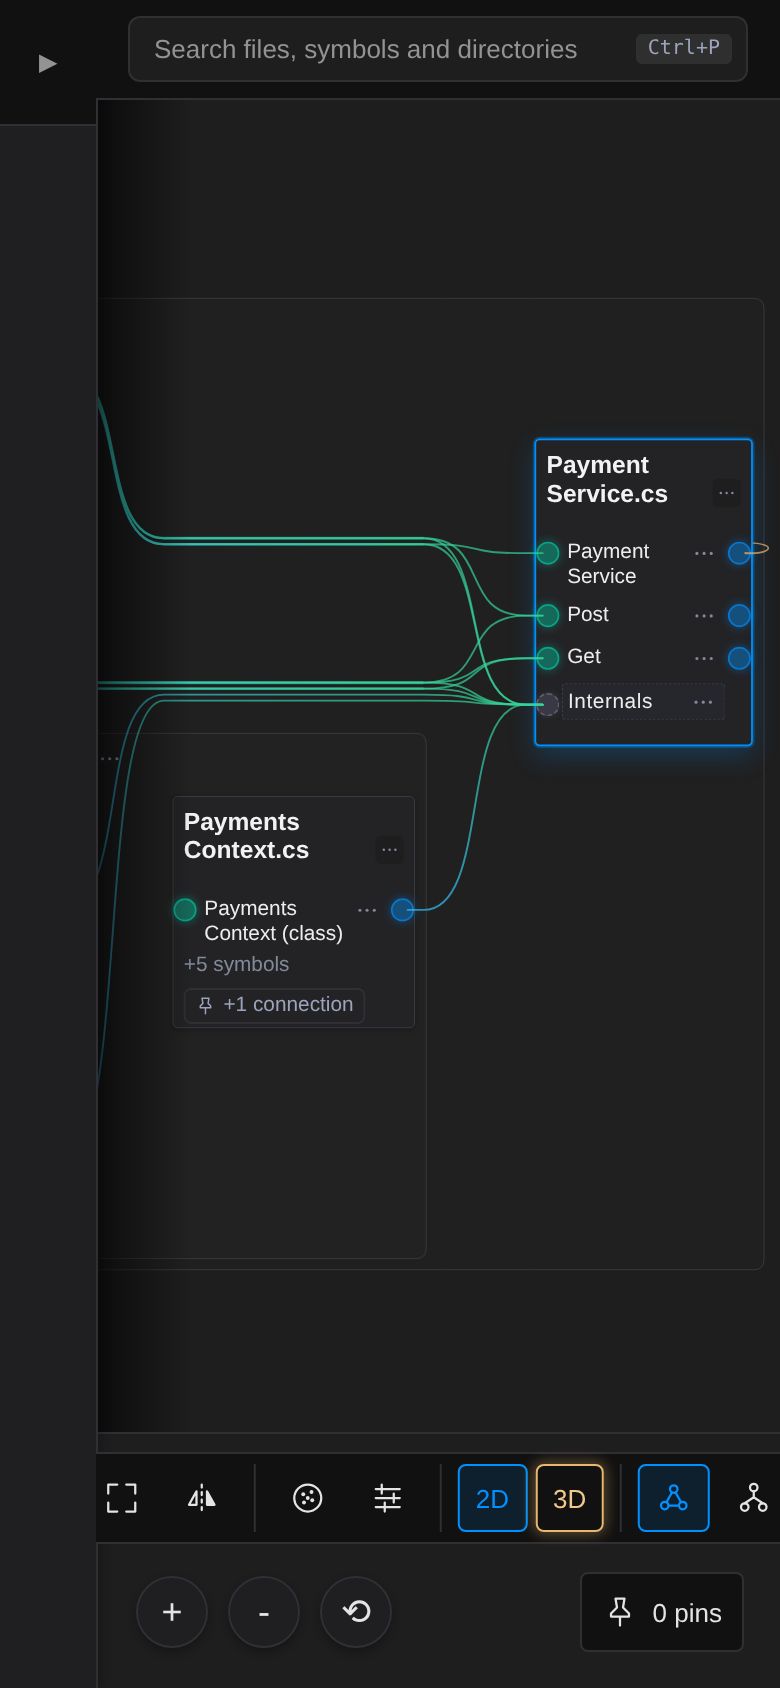 Search files, symbols and directories
Ctrl+P
Payment
Service.cs
...
Payment
Service
...
Post
...
Get
...
Internals
...
...
Payments
Context.cs
...
Payments
Context (class)
...
+5 symbols
+1 connection
2D
3D
+
-
0 pins